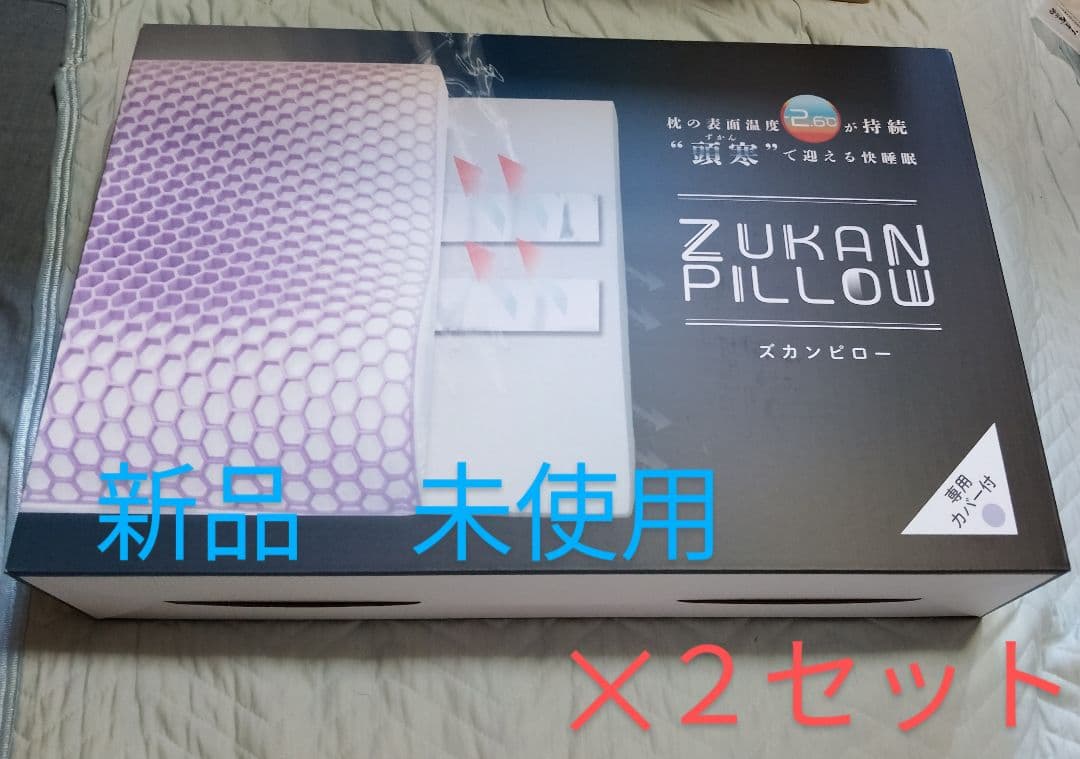 枕の表面温度-2.6℃が持続
ずかん
“頭寒”で迎える快睡眠
ZUKAN
PILLOW
ズカンピロー
専用
カバー付
新品 未使用
×2セット